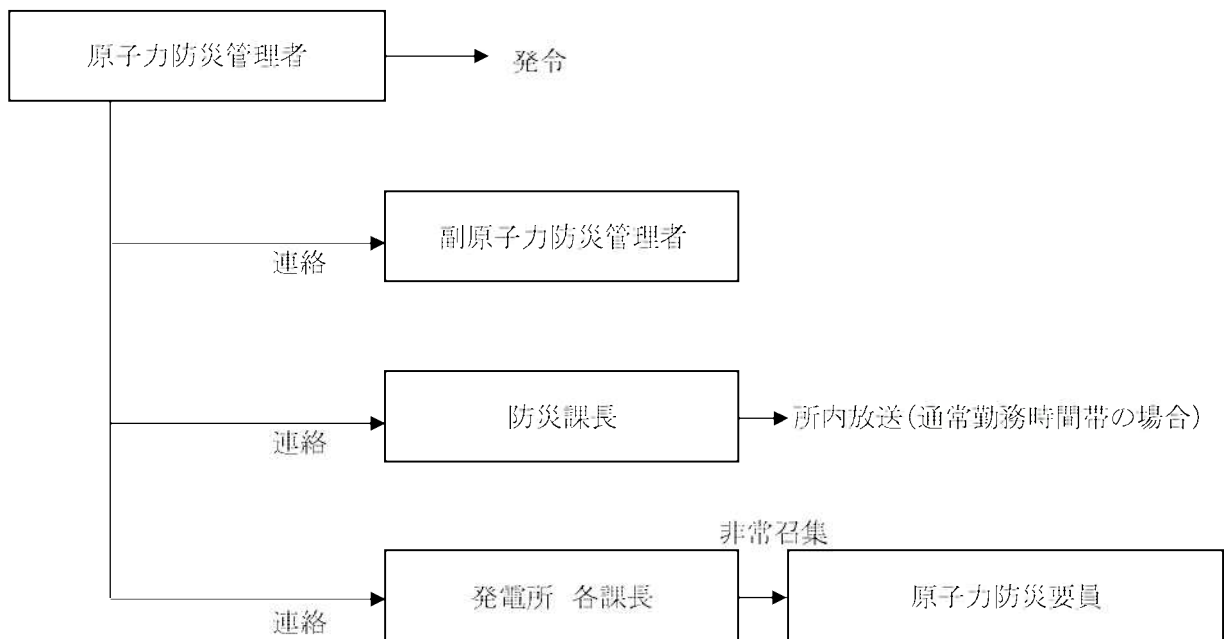 原子力防災管理者
発令
副原子力防災管理者
連絡
防災課長
所内放送(通常勤務時間帯の場合)
連絡
非常召集
発電所 各課長
原子力防災要員
連絡